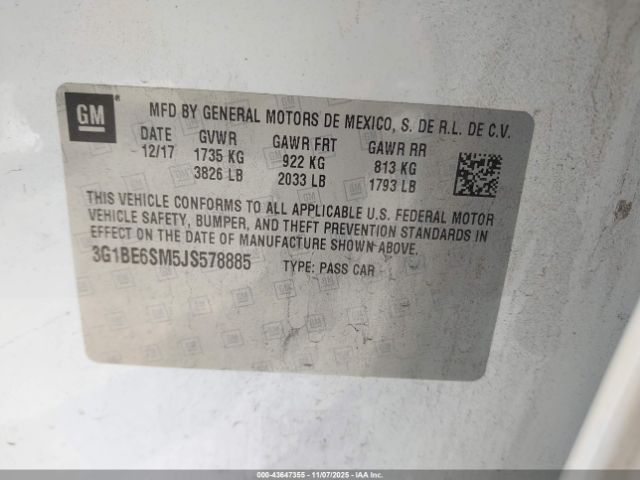 GM
MFD BY GENERAL MOTORS DE MEXICO, S. DE R.L. DE C.V.
DATE GVWR GAWR FRT GAWR RR
12/17 1735 KG 922 KG 813 KG
3826 LB 2033 LB 1793 LB
THIS VEHICLE CONFORMS TO ALL APPLICABLE U.S. FEDERAL MOTOR
VEHICLE SAFETY, BUMPER, AND THEFT PREVENTION STANDARDS IN
EFFECT ON THE DATE OF MANUFACTURE SHOWN ABOVE.
3G1BE6SM5JS578885 TYPE: PASS CAR
000-43647355 11/07/2025 IAA Copart